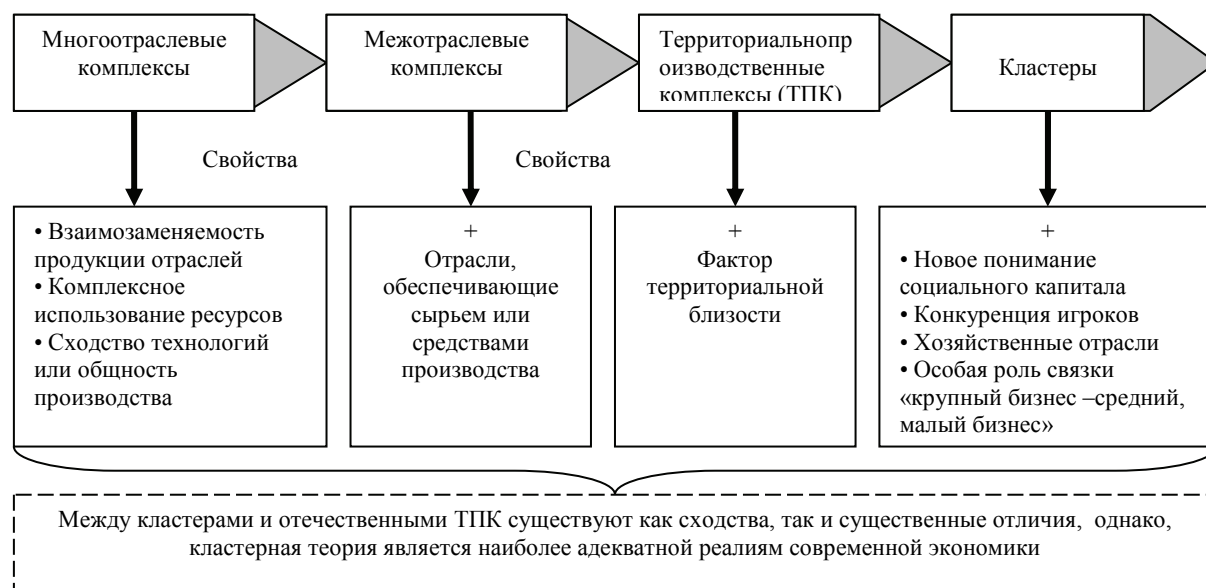 Многоотраслевые
комплексы
Межотраслевые
комплексы
Территориальнопр
оизводственные
комплексы (ТПК)
Кластеры
Свойства
Свойства
• Взаимозаменяемость
продукции отраслей
• Комплексное
использование ресурсов
• Сходство технологий
или общность
производства
+
Отрасли,
обеспечивающие
сырьем или
средствами
производства
+
Фактор
территориальной
близости
+
• Новое понимание
социального капитала
• Конкуренция игроков
• Хозяйственные отрасли
• Особая роль связки
«крупный бизнес –средний,
малый бизнес»
Между кластерами и отечественными ТПК существуют как сходства, так и существенные отличия, однако,
кластерная теория является наиболее адекватной реалиям современной экономики